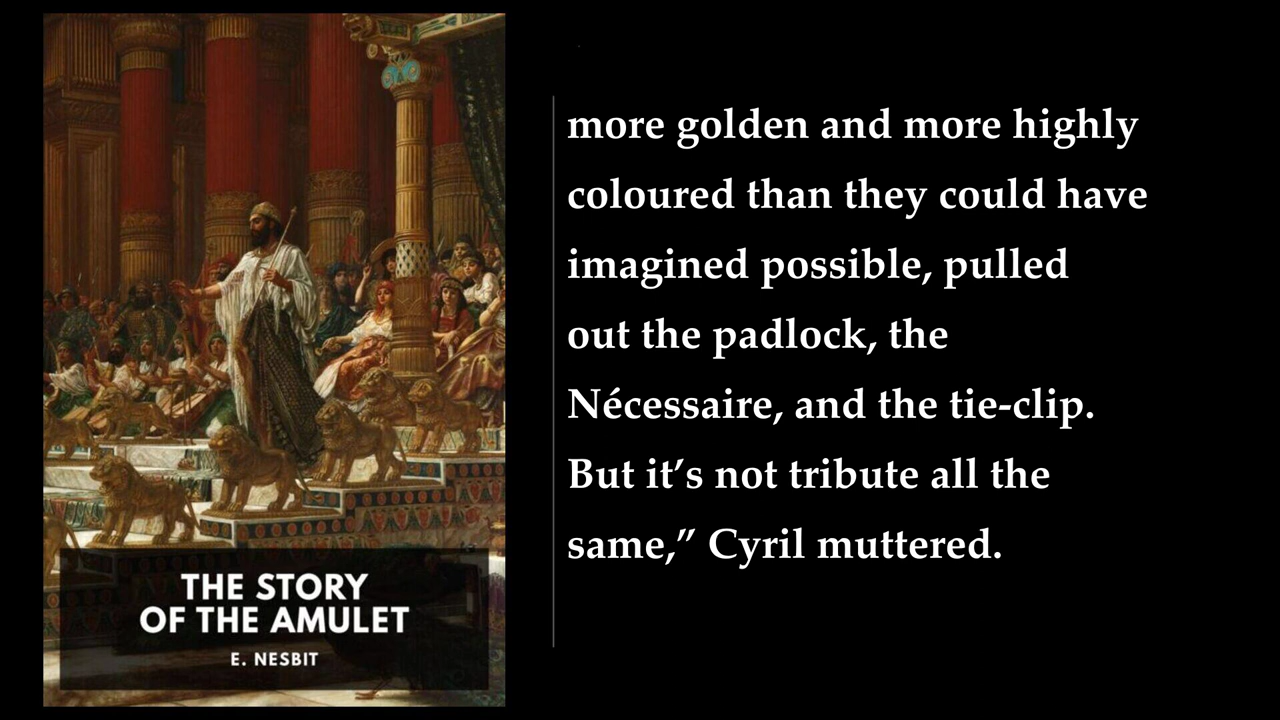 THE STORY
OF THE AMULET
E. NESBIT
more golden and more highly
coloured than they could have
imagined possible, pulled
out the padlock, the
Nécessaire, and the tie-clip.
But it’s not tribute all the
same,” Cyril muttered.